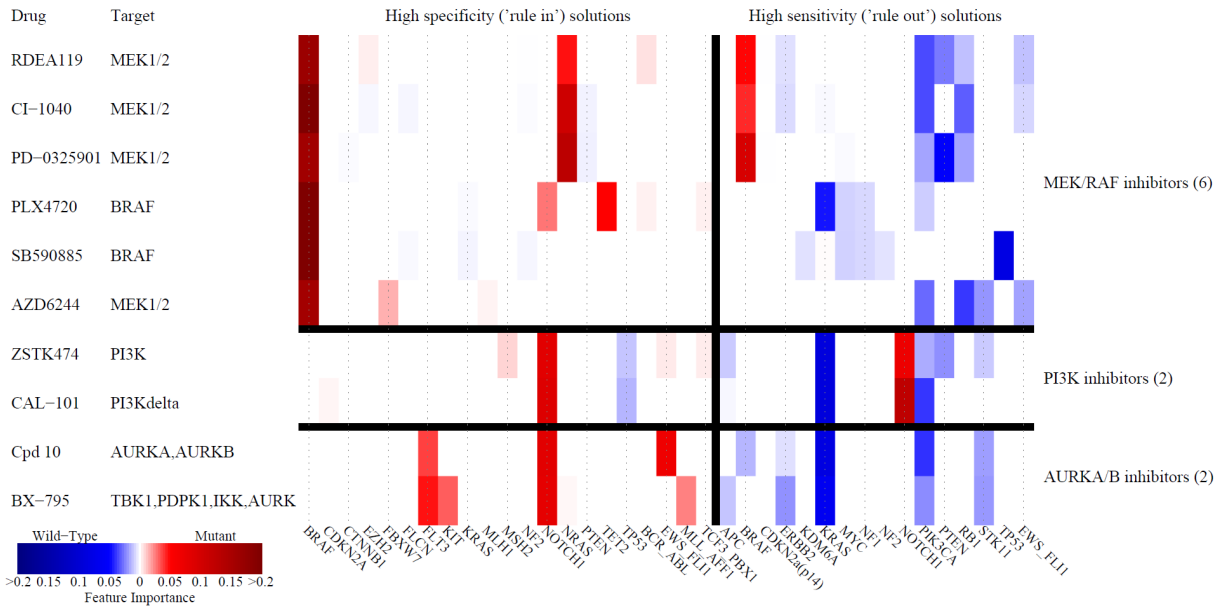 Drug Target High specificity ('rule in') solutions High sensitivity ('rule out') solutions
RDEA119 MEK1/2
CI−1040 MEK1/2
PD−0325901 MEK1/2
MEK/RAF inhibitors (6)
PLX4720 BRAF
SB590885 BRAF
AZD6244 MEK1/2
ZSTK474 PI3K
PI3K inhibitors (2)
CAL−101 PI3Kdelta
Cpd 10 AURKA,AURKB
AURKA/B inhibitors (2)
BX−795 TBK1,PDPK1,IKK,AURK
BRAF
CDKN2A
CTNNB1
EZH2
FBXW7
FLCN
FLT3
KIT
KRAS
MLH1
MSH2
NF2
NOTCH1
NRAS
PTEN
TET2
TP53
BCR_ABL
EWS_FLI1
MLL_AFF1
TCF3_PBX1
APC
BRAF
CDKN2a(p14)
ERBB2
KDM6A
KRAS
MYC
NF1
NF2
NOTCH1
PIK3CA
PTEN
RB1
STK11
TP53
EWS_FLI1
Wild−Type Mutant
>0.2 0.15 0.1 0.05 0 0.05 0.1 0.15 >0.2
Feature Importance